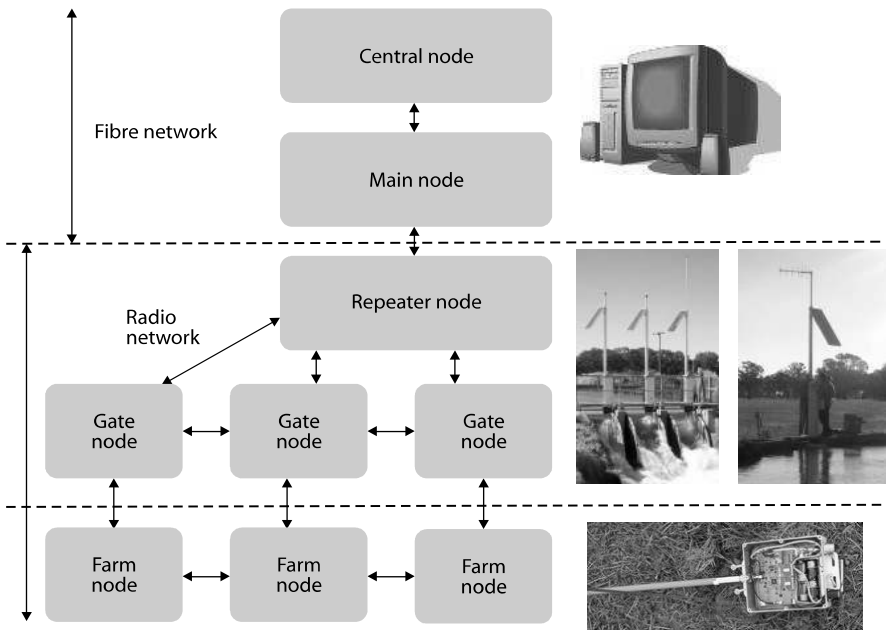 Central node
Fibre network
Main node
Repeater node
Radio
network
Gate
node
Gate
node
Gate
node
Farm
node
Farm
node
Farm
node